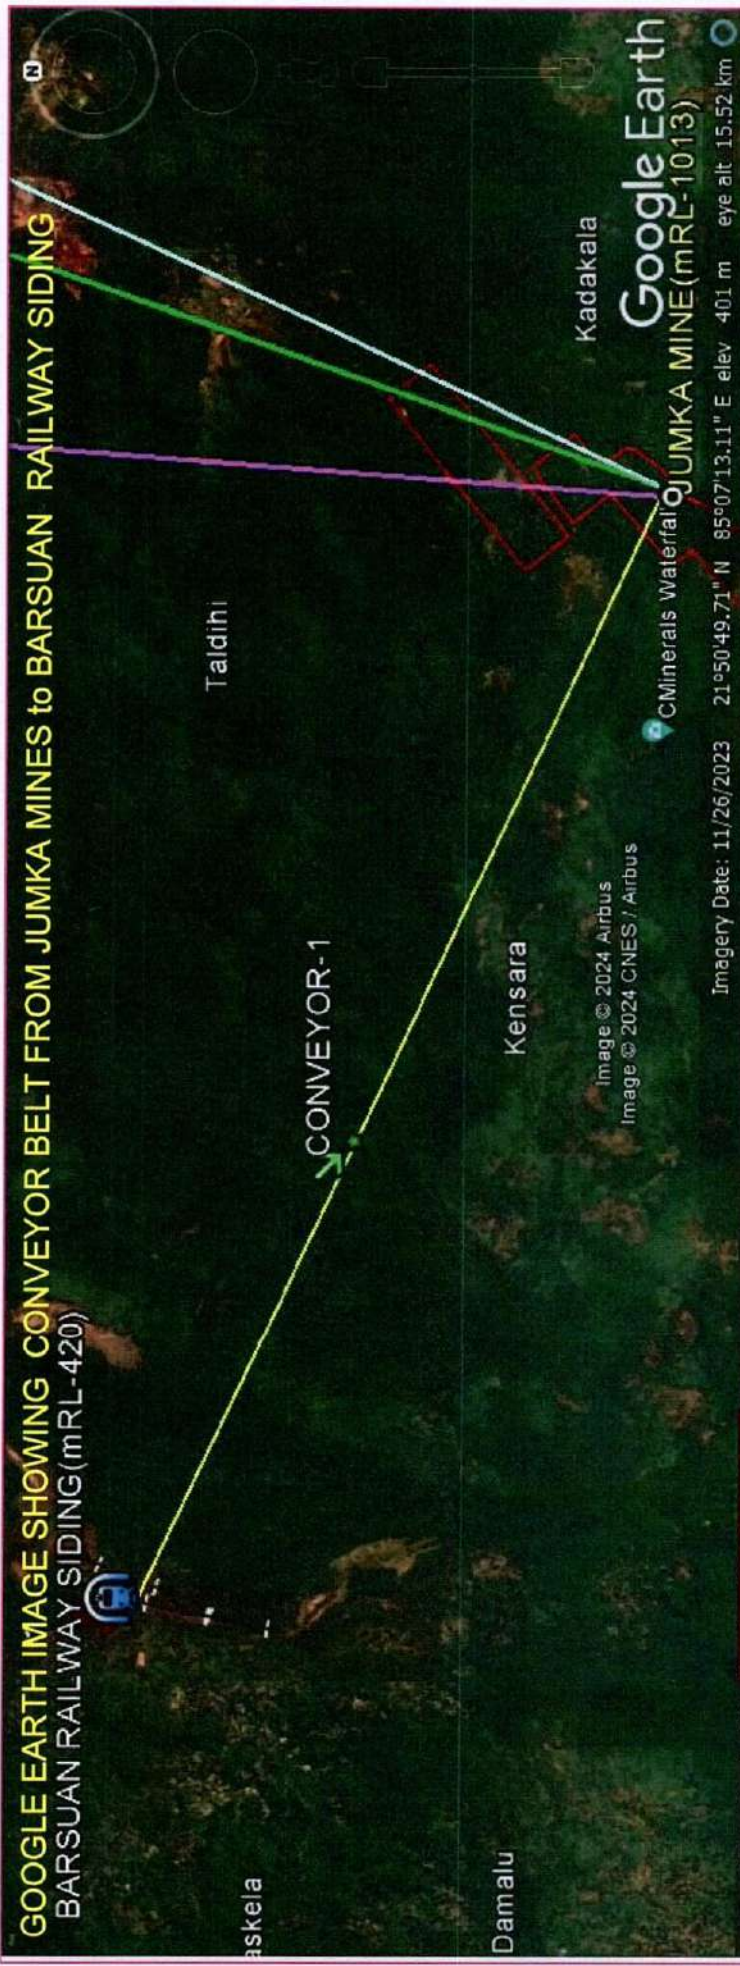 GOOGLE EARTH IMAGE SHOWING CONVEYOR BELT FROM JUMKA MINES to BARSUAN RAILWAY SIDING
BARSUAN RAILWAY SIDING(mRL-420)
N
Taldihi
askela
CONVEYOR-1
Kensara
Damalu
Kadakala
Google Earth
CMinerals Waterfal
JUMKA MINE(mRL-1013)
Image © 2024 Airbus
Image © 2024 CNES / Airbus
Imagery Date: 11/26/2023 21°50'49.71" N 85°07'13.11" E elev 401 m eye alt 15.52 km